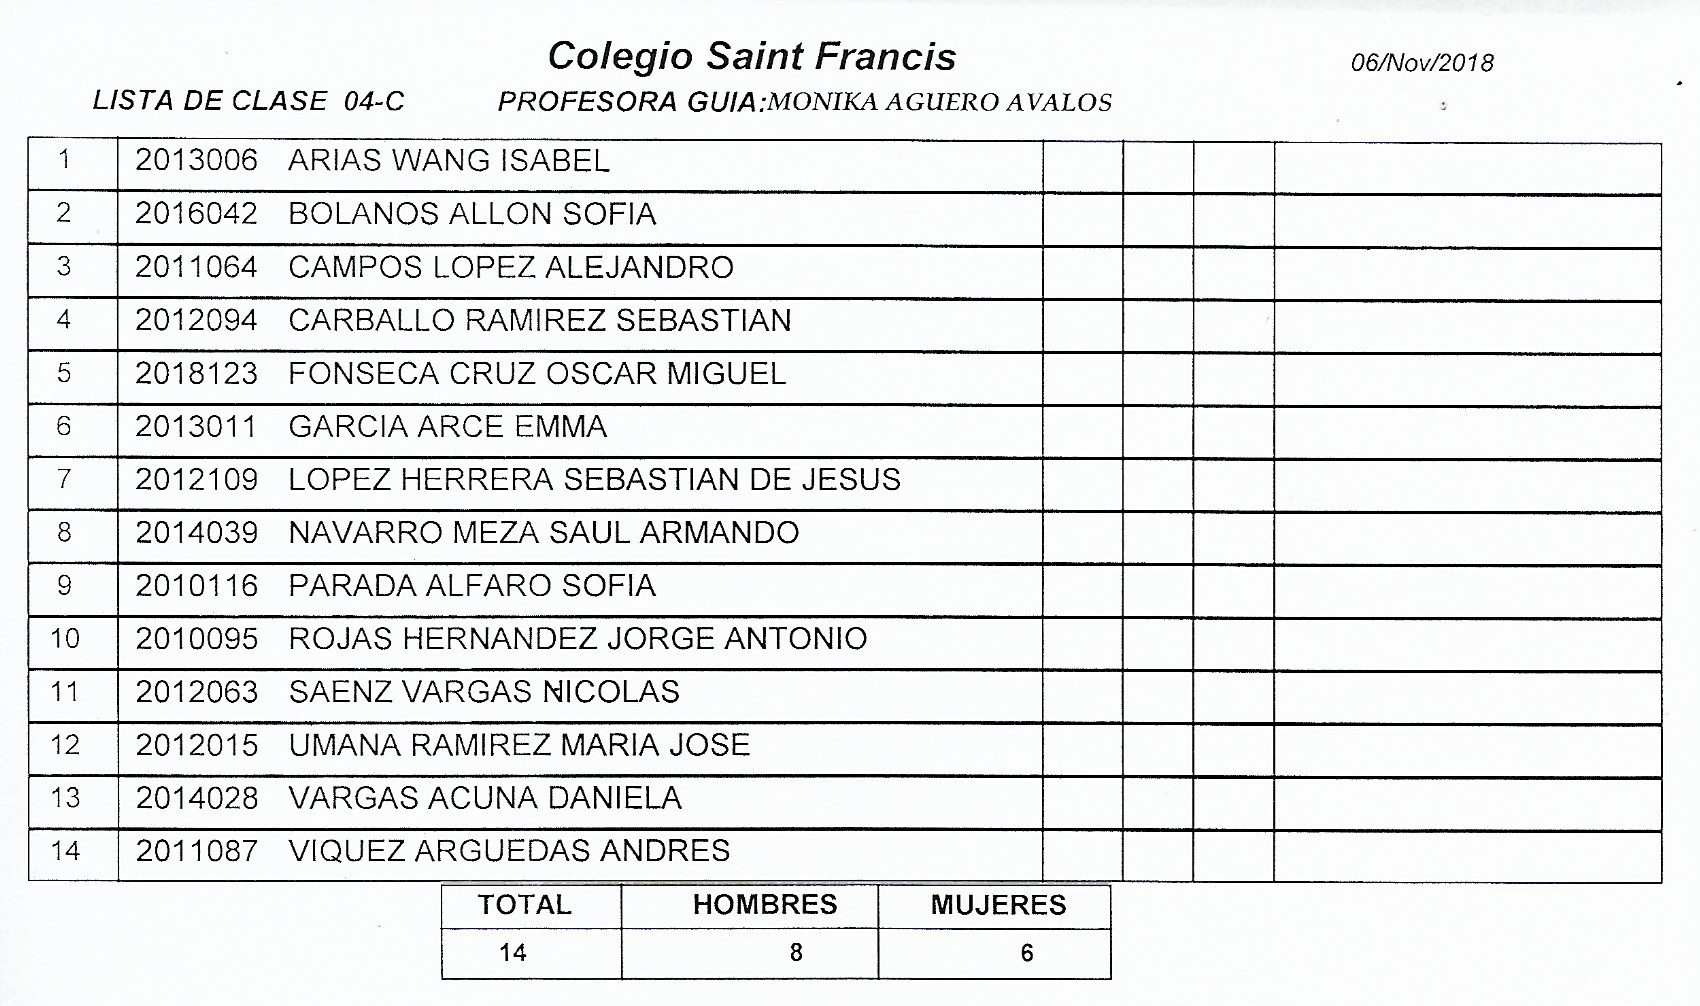 Colegio Saint Francis 06/Nov/2018
LISTA DE CLASE 04-C PROFESORA GUIA:MONIKA AGUERO AVALOS
1 2013006 ARIAS WANG ISABEL
2 2016042 BOLANOS ALLON SOFIA
3 2011064 CAMPOS LOPEZ ALEJANDRO
4 2012094 CARBALLO RAMIREZ SEBASTIAN
5 2018123 FONSECA CRUZ OSCAR MIGUEL
6 2013011 GARCIA ARCE EMMA
7 2012109 LOPEZ HERRERA SEBASTIAN DE JESUS
8 2014039 NAVARRO MEZA SAUL ARMANDO
9 2010116 PARADA ALFARO SOFIA
10 2010095 ROJAS HERNANDEZ JORGE ANTONIO
11 2012063 SAENZ VARGAS NICOLAS
12 2012015 UMANA RAMIREZ MARIA JOSE
13 2014028 VARGAS ACUNA DANIELA
14 2011087 VIQUEZ ARGUEDAS ANDRES
TOTAL HOMBRES MUJERES
14 8 6